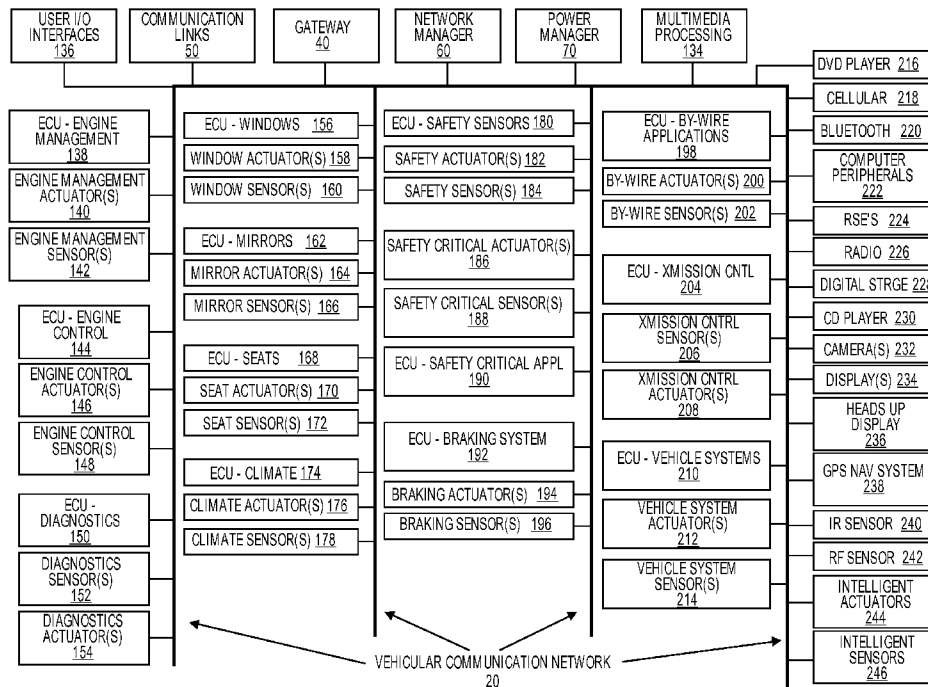 USER I/O
INTERFACES
136
COMMUNICATION
LINKS
50
GATEWAY
40
NETWORK
MANAGER
60
POWER
MANAGER
70
MULTIMEDIA
PROCESSING
134
ECU - ENGINE
MANAGEMENT
138
ENGINE MANAGEMENT
ACTUATOR(S)
140
ENGINE MANAGEMENT
SENSOR(S)
142
ECU - ENGINE
CONTROL
144
ENGINE CONTROL
ACTUATOR(S)
146
ENGINE CONTROL
SENSOR(S)
148
ECU -
DIAGNOSTICS
150
DIAGNOSTICS
SENSOR(S)
152
DIAGNOSTICS
ACTUATOR(S)
154
ECU - WINDOWS 156
WINDOW ACTUATOR(S) 158
WINDOW SENSOR(S) 160
ECU - MIRRORS 162
MIRROR ACTUATOR(S) 164
MIRROR SENSOR(S) 166
ECU - SEATS 168
SEAT ACTUATOR(S) 170
SEAT SENSOR(S) 172
ECU - CLIMATE 174
CLIMATE ACTUATOR(S) 176
CLIMATE SENSOR(S) 178
ECU - SAFETY SENSORS 180
SAFETY ACTUATOR(S) 182
SAFETY SENSOR(S) 184
SAFETY CRITICAL ACTUATOR(S)
186
SAFETY CRITICAL SENSOR(S)
188
ECU - SAFETY CRITICAL APPL
190
ECU - BRAKING SYSTEM
192
BRAKING ACTUATOR(S) 194
BRAKING SENSOR(S) 196
ECU - BY-WIRE
APPLICATIONS
198
BY-WIRE ACTUATOR(S) 200
BY-WIRE SENSOR(S) 202
ECU - XMISSION CNTL
204
XMISSION CNTRL
SENSOR(S)
206
XMISSION CNTRL
ACTUATOR(S)
208
ECU - VEHICLE SYSTEMS
210
VEHICLE SYSTEM
ACTUATOR(S)
212
VEHICLE SYSTEM
SENSOR(S)
214
DVD PLAYER 216
CELLULAR 218
BLUETOOTH 220
COMPUTER
PERIPHERALS
222
RSE'S 224
RADIO 226
DIGITAL STRGE 228
CD PLAYER 230
CAMERA(S) 232
DISPLAY(S) 234
HEADS UP
DISPLAY
236
GPS NAV SYSTEM
238
IR SENSOR 240
RF SENSOR 242
INTELLIGENT
ACTUATORS
244
INTELLIGENT
SENSORS
246
VEHICULAR COMMUNICATION NETWORK
20